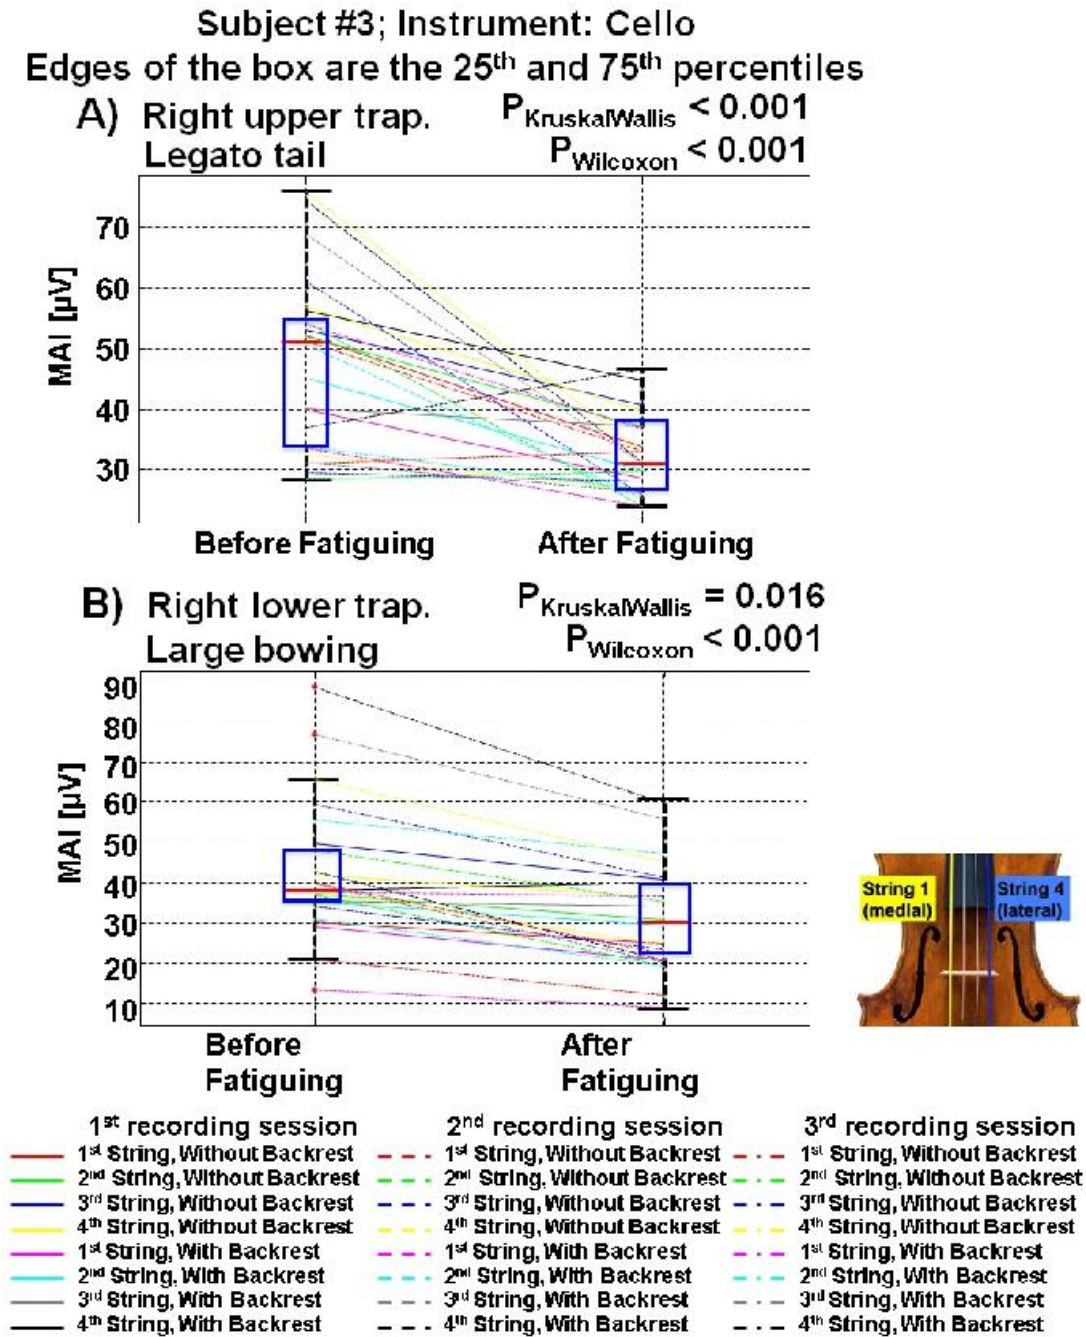 Subject #3; Instrument: Cello
Edges of the box are the 25th and 75th percentiles
A) Right upper trap.
Legato tail
PKruskalWallis < 0.001
PWilcoxon < 0.001
MAI [µV]
70
60
50
40
30
Before Fatiguing
After Fatiguing
B) Right lower trap.
Large bowing
PKruskalWallis = 0.016
PWilcoxon < 0.001
MAI [µV]
90
80
70
60
50
40
30
20
10
Before
Fatiguing
After
Fatiguing
String 1
(medial)
String 4
(lateral)
1st recording session
1st String, Without Backrest
2nd String, Without Backrest
3rd String, Without Backrest
4th String, Without Backrest
1st String, With Backrest
2nd String, With Backrest
3rd String, With Backrest
4th String, With Backrest
2nd recording session
1st String, Without Backrest
2nd String, Without Backrest
3rd String, Without Backrest
4th String, Without Backrest
1st String, With Backrest
2nd String, With Backrest
3rd String, With Backrest
4th String, With Backrest
3rd recording session
1st String, Without Backrest
2nd String, Without Backrest
3rd String, Without Backrest
4th String, Without Backrest
1st String, With Backrest
2nd String, With Backrest
3rd String, With Backrest
4th String, With Backrest